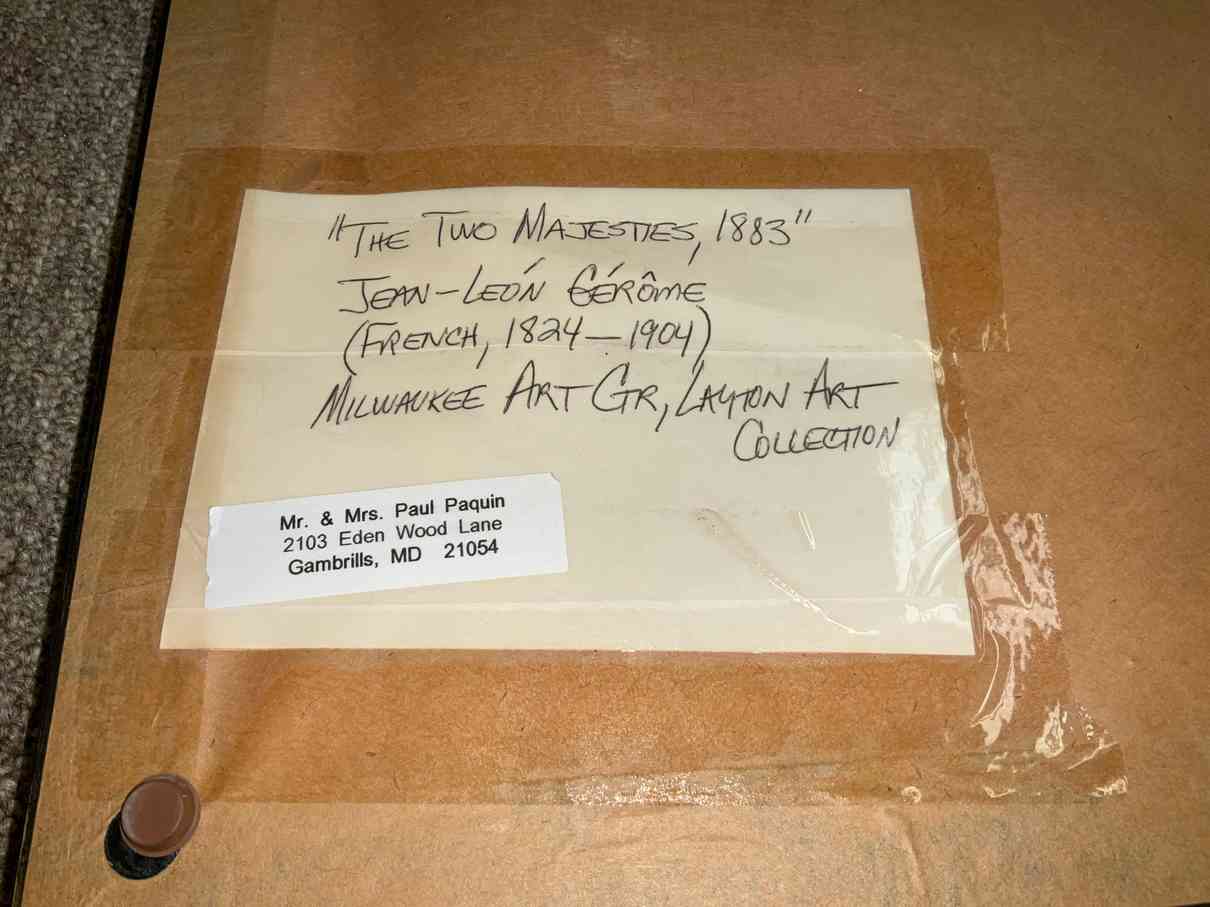 "THE TWO MAJESTIES, 1883"
JEAN-LEÓN GÉRÔME
(FRENCH, 1824-1904)
MILWAUKEE ART CTR, LAYTON ART
COLLECTION
Mr. & Mrs. Paul Paquin
2103 Eden Wood Lane
Gambrills, MD 21054